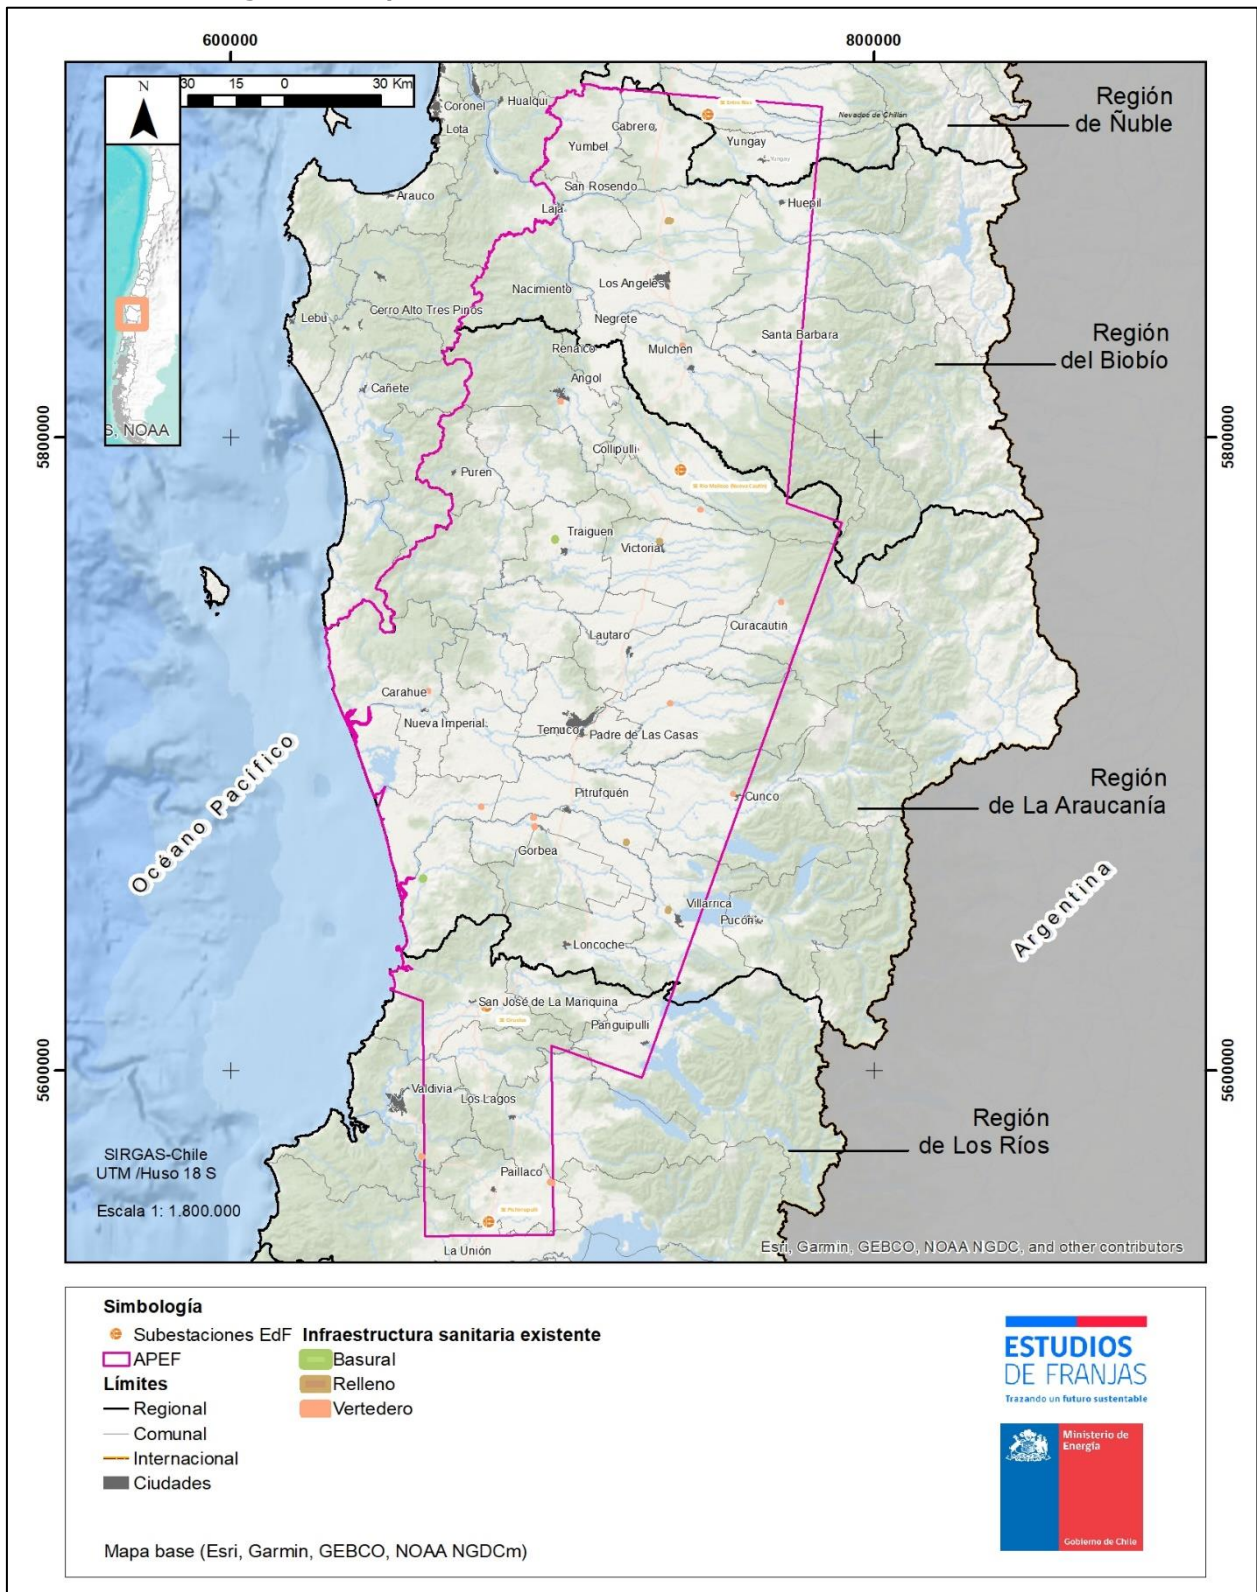 600000
800000
N
30 15 0 30 Km
Coronel
Hualqui
Lota
Cabrero
Nevados de Chillán
Región
de Ñuble
Yumbel
Yungay
Yungay
San Rosendo
Arauco
Huepil
Laja
Los Angeles
Nacimiento
Cerro Alto Tres Pinos
Negrete
Lebu
Santa Barbara
Región
del Biobío
Renaico
Mulchen
Angol
Cañete
S, NOAA
5800000
5800000
Collipulli
Puren
Traiguen
Victoria
Curacautin
Lautaro
Carahue
Nueva Imperial
Temuco
Padre de Las Casas
Océano Pacífico
Pitrufquén
Cunco
Región
de La Araucanía
Gorbea
Villarrica
Pucón
Argentina
Loncoche
San José de La Mariquina
Ciruelos
Panguipulli
5600000
5600000
Valdivia
Los Lagos
Región
de Los Ríos
SIRGAS-Chile
UTM /Huso 18 S
Paillaco
Pichirropulli
Escala 1: 1.800.000
La Unión
Esri, Garmin, GEBCO, NOAA NGDC, and other contributors
Simbología
Subestaciones EdF
APEF
Límites
Regional
Comunal
Internacional
Ciudades
Infraestructura sanitaria existente
Basural
Relleno
Vertedero
Mapa base (Esri, Garmin, GEBCO, NOAA NGDCm)
ESTUDIOS
DE FRANJAS
Trazando un futuro sustentable
Ministerio de
Energía
Gobierno de Chile